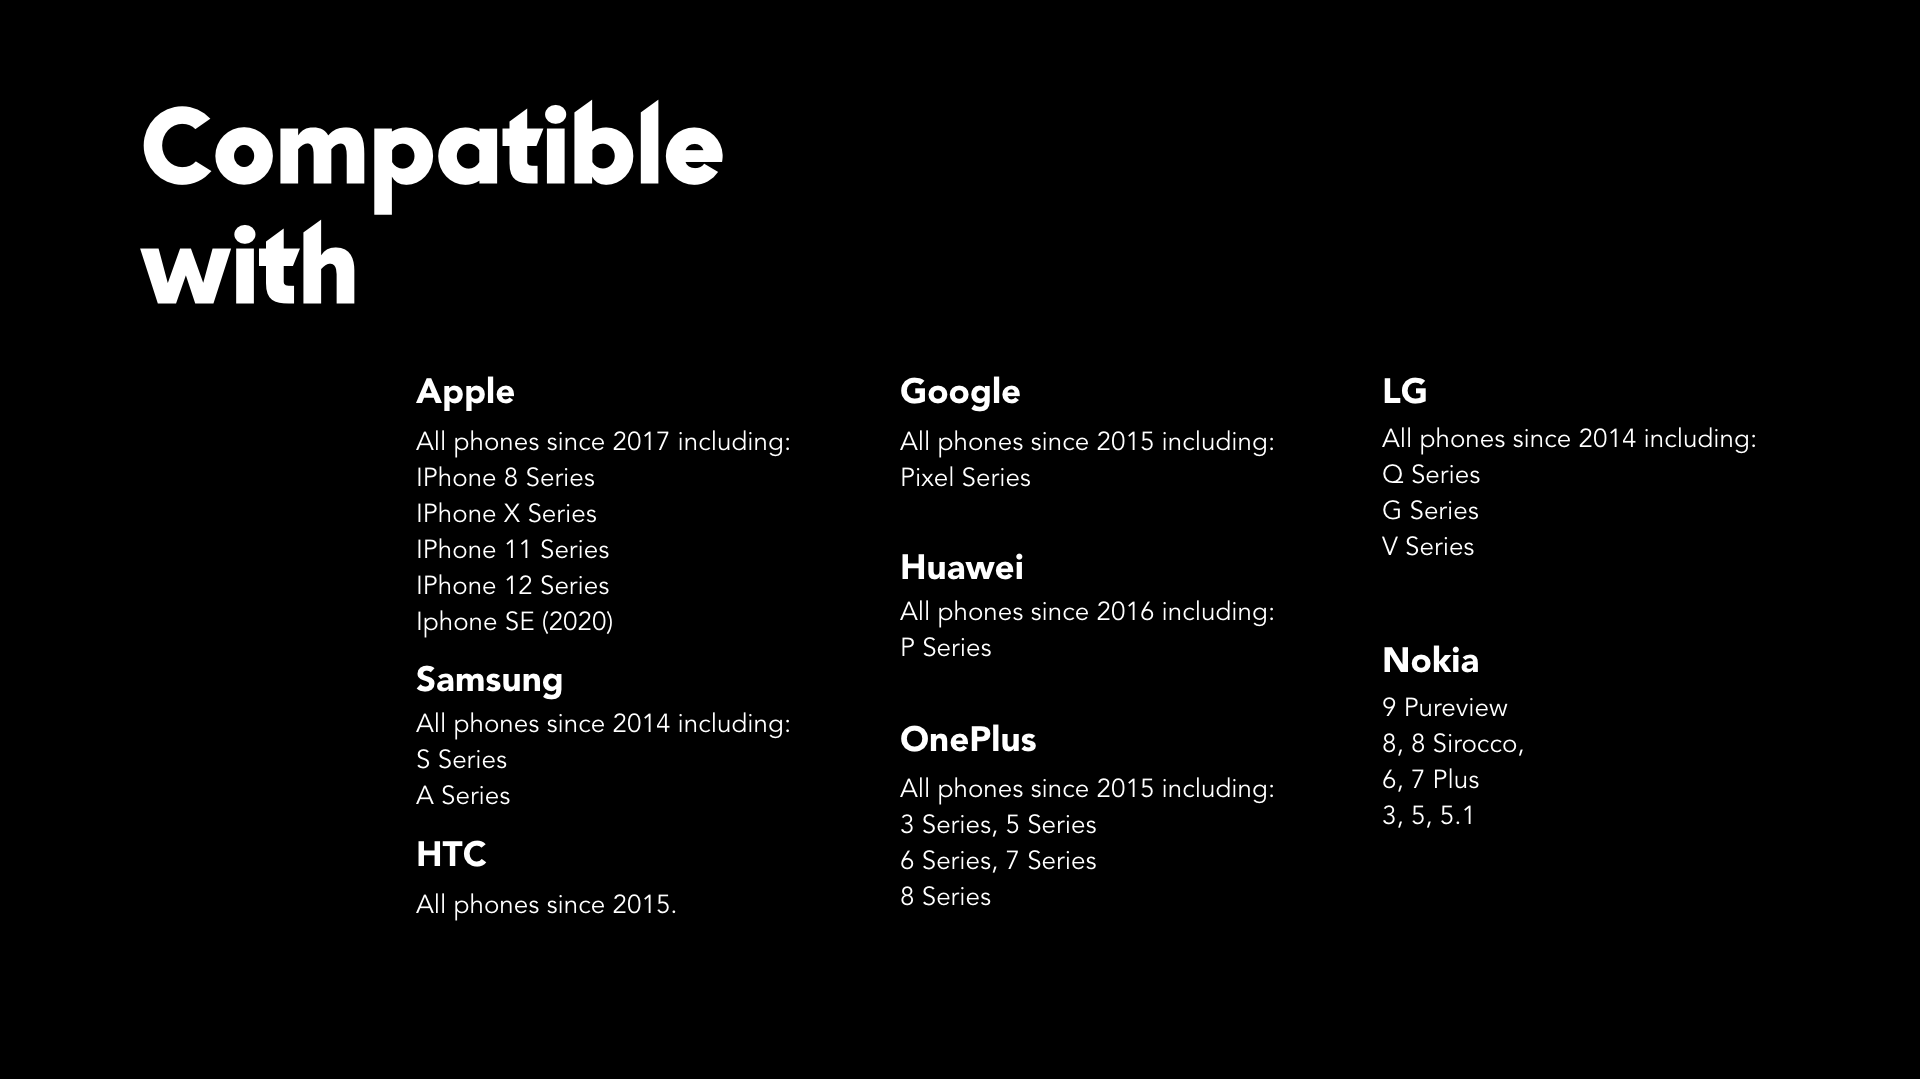 Compatible
with
Apple
All phones since 2017 including:
IPhone 8 Series
IPhone X Series
IPhone 11 Series
IPhone 12 Series
Iphone SE (2020)
Samsung
All phones since 2014 including:
S Series
A Series
HTC
All phones since 2015.
Google
All phones since 2015 including:
Pixel Series
Huawei
All phones since 2016 including:
P Series
OnePlus
All phones since 2015 including:
3 Series, 5 Series
6 Series, 7 Series
8 Series
LG
All phones since 2014 including:
Q Series
G Series
V Series
Nokia
9 Pureview
8, 8 Sirocco,
6, 7 Plus
3, 5, 5.1